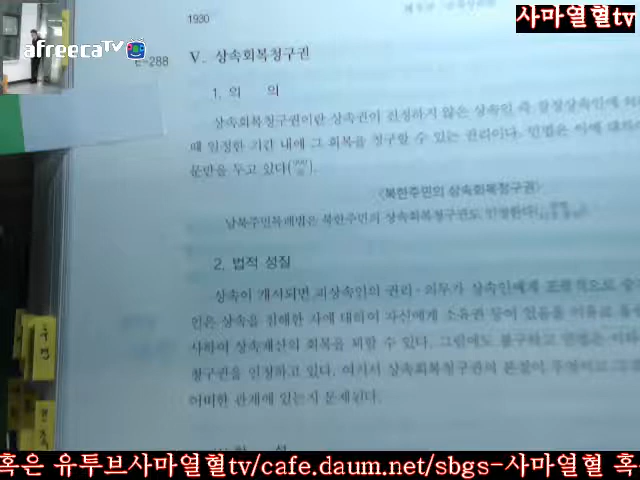 사마열혈tv
afreecaTV
1930
E-288
Ⅴ. 상속회복청구권
1. 의 의
상속회복청구권이란 상속권이 진정하지 않은 상속인 즉 참칭상속인에 의
때 일정한 기간 내에 그 회복을 청구할 수 있는 권리이다. 민법은 이에 대하
문만을 두고 있다(
).
〈북한주민의 상속회복청구권〉
남북주민특례법은 북한주민의 상속회복청구권도 인정한다
2. 법적 성질
상속이 개시되면 피상속인의 권리·의무가 상속인에게 포괄적으로 승
인은 상속을 침해한 자에 대하여 자신에게 소유권 등이 있음을 이유로
사하여 상속재산의 회복을 꾀할 수 있다. 그럼에도 불구하고 민법은
청구권을 인정하고 있다. 여기서 상속회복청구권의 본질이 무엇이고
어떠한 관계에 있는지 문제된다.
혹은 유투브사마열혈tv/cafe.daum.net/sbgs-사마열혈 혹